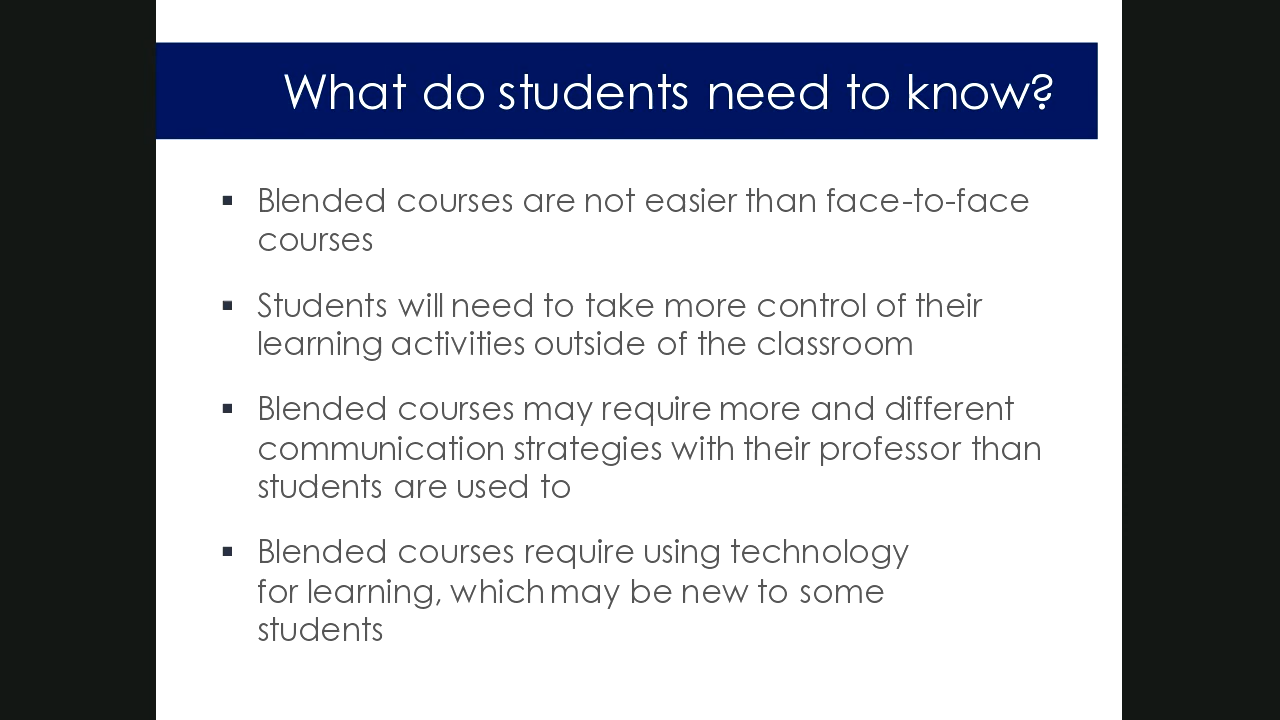 What do students need to know?
Blended courses are not easier than face-to-face
courses
Students will need to take more control of their
learning activities outside of the classroom
Blended courses may require more and different
communication strategies with their professor than
students are used to
Blended courses require using technology
for learning, which may be new to some
students